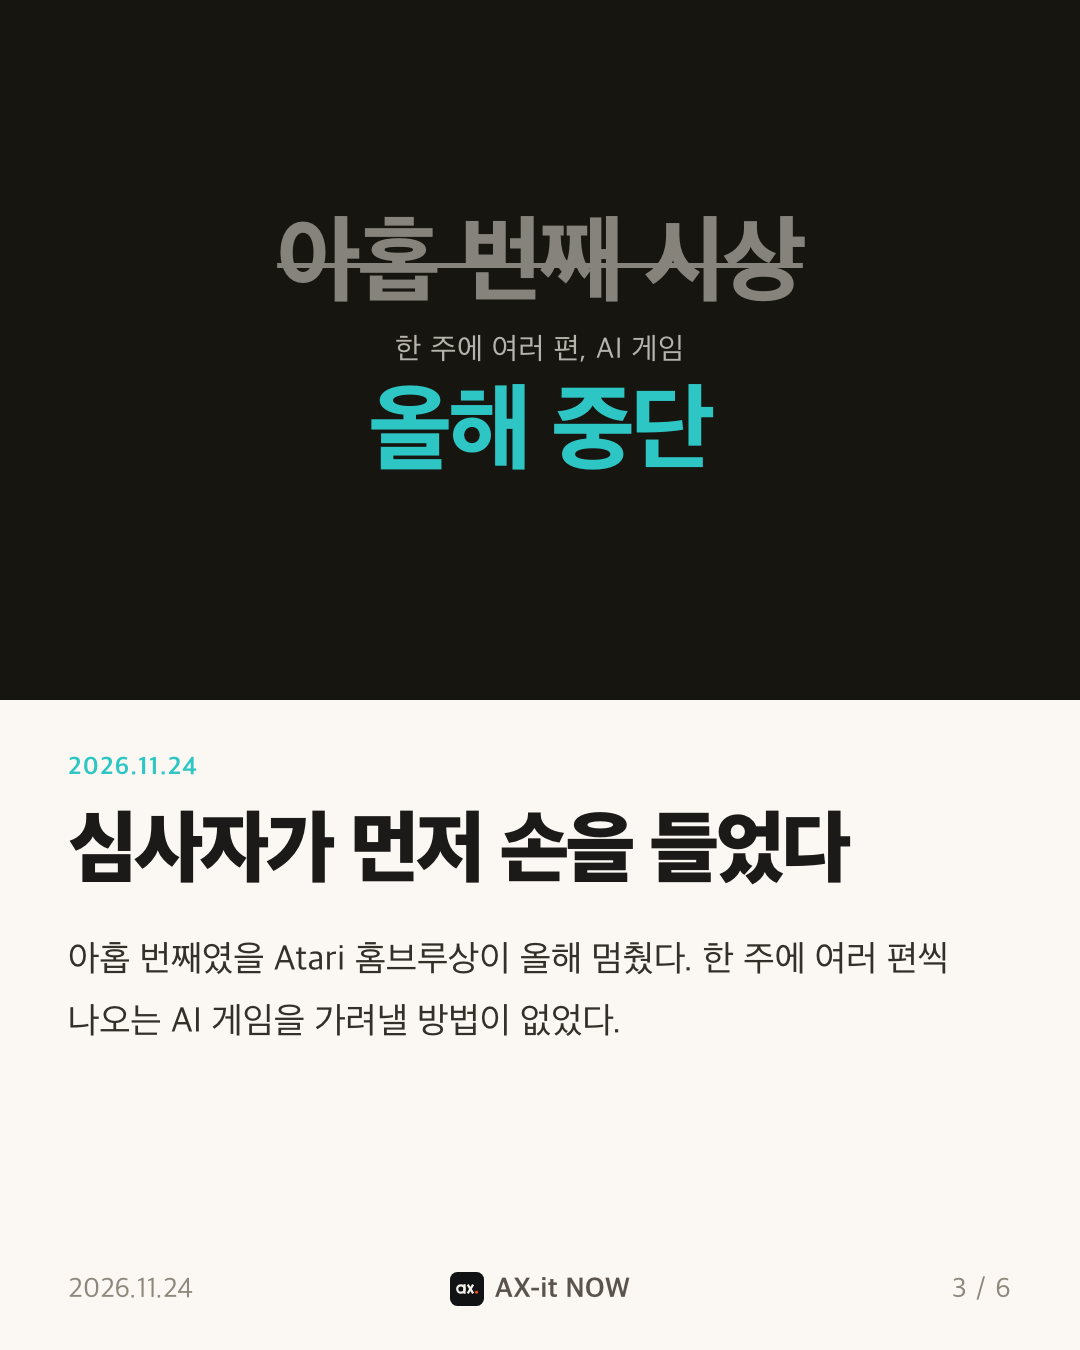 아홉 번째 시상
한 주에 여러 편, AI 게임
올해 중단
2026.11.24
심사자가 먼저 손을 들었다
아홉 번째였을 Atari 홈브루상이 올해 멈췄다. 한 주에 여러 편씩
나오는 AI 게임을 가려낼 방법이 없었다.
2026.11.24
ax. AX-it NOW
3 / 6